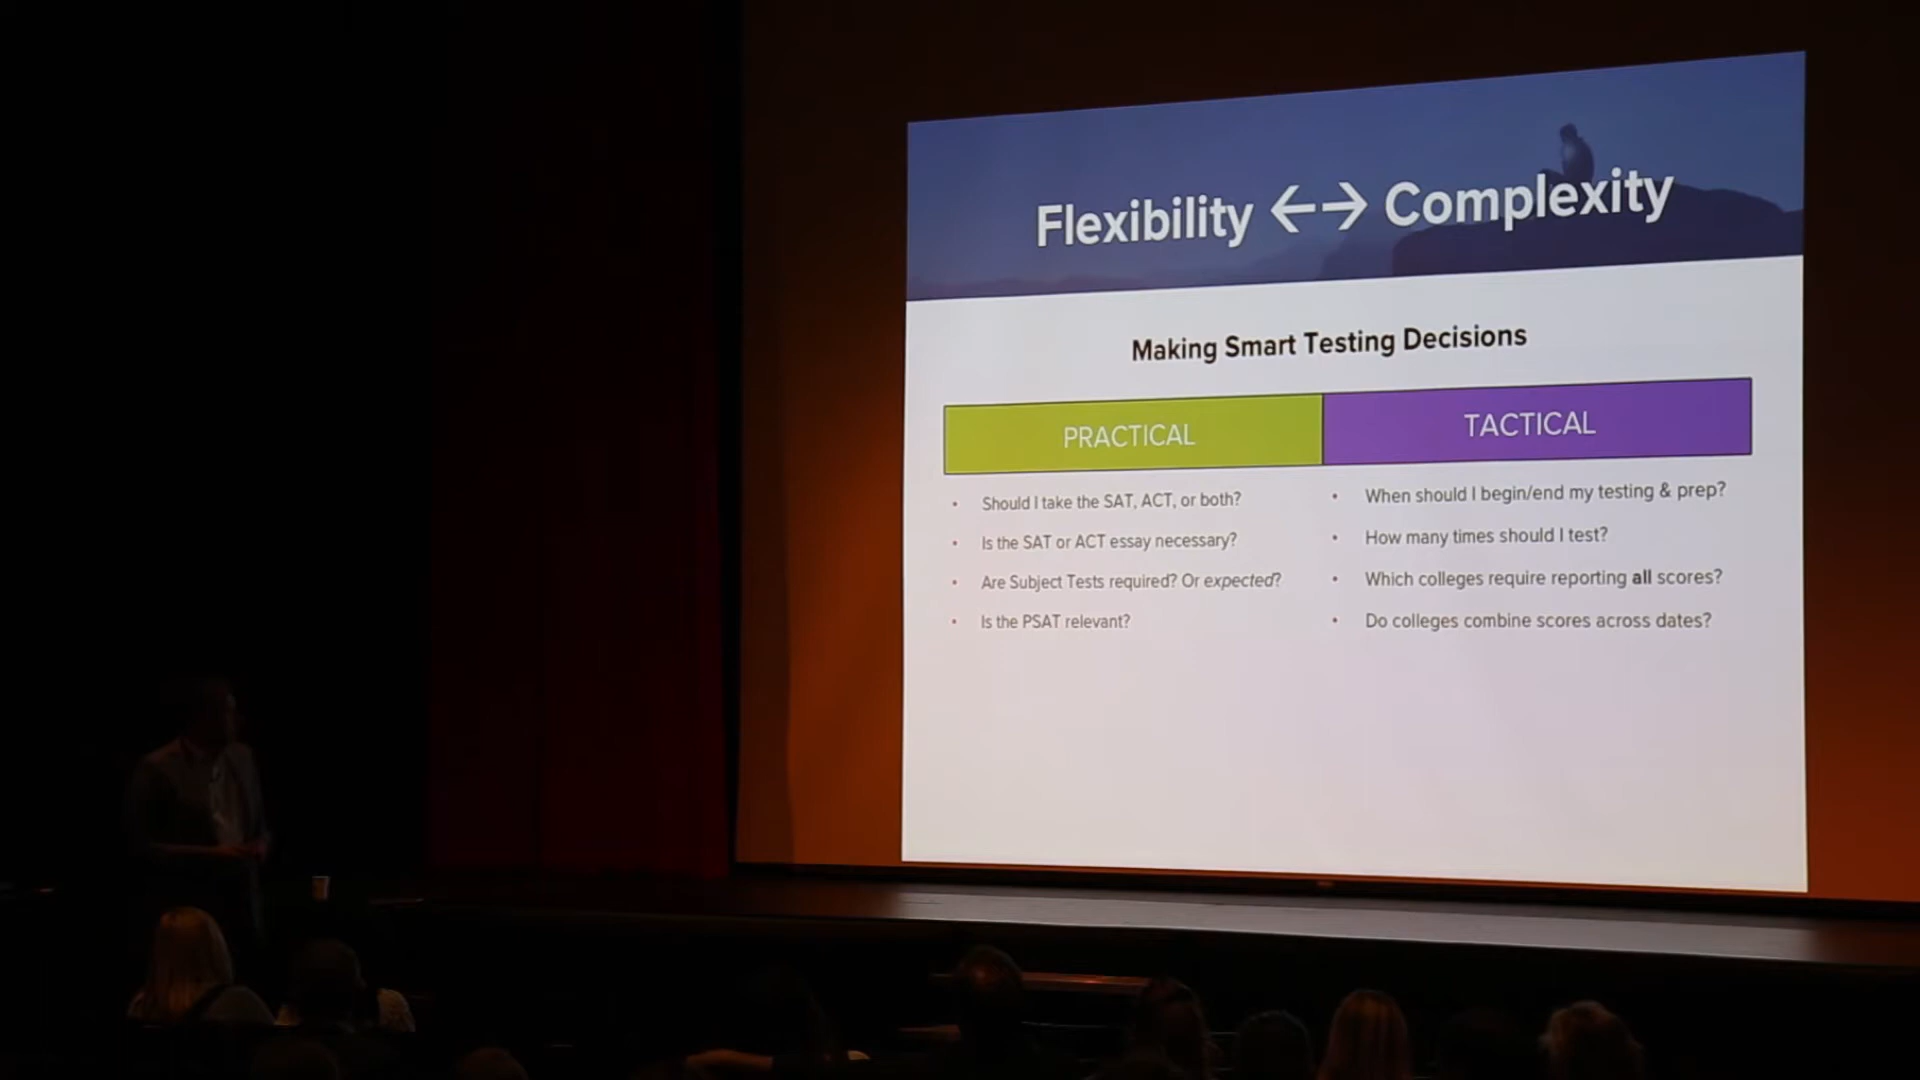 Flexibility ←→ Complexity
Making Smart Testing Decisions
PRACTICAL
• Should I take the SAT, ACT, or both?
• Is the SAT or ACT essay necessary?
• Are Subject Tests required? Or expected?
• Is the PSAT relevant?
TACTICAL
• When should I begin/end my testing & prep?
• How many times should I test?
• Which colleges require reporting all scores?
• Do colleges combine scores across dates?